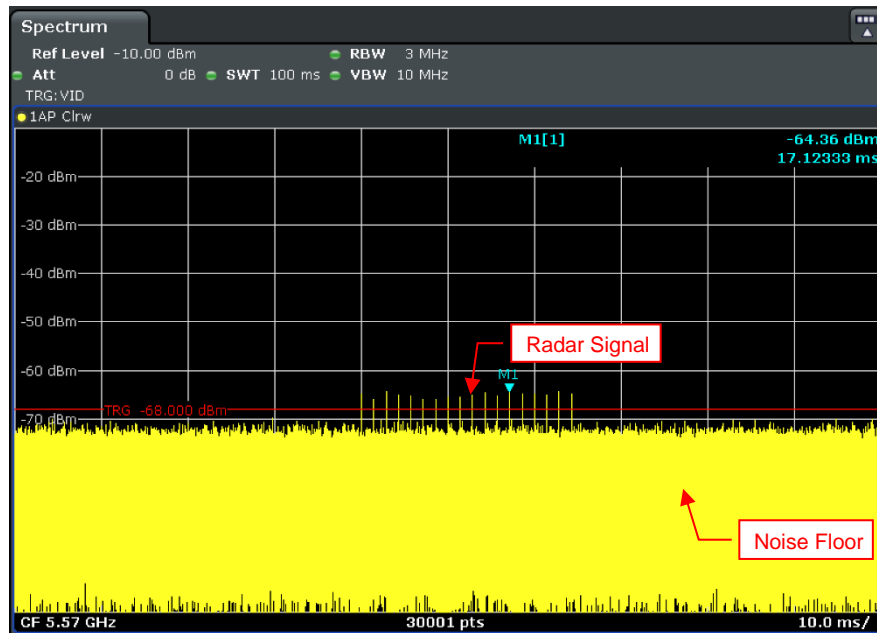 Spectrum
Ref Level -10.00 dBm RBW 3 MHz
Att 0 dB SWT 100 ms VBW 10 MHz
TRG:VID
1AP Clrw
M1[1] -64.36 dBm
17.12333 ms
-20 dBm
-30 dBm
-40 dBm
-50 dBm
Radar Signal
-60 dBm
M1
TRG -68.000 dBm
-70 dBm
Noise Floor
CF 5.57 GHz 30001 pts 10.0 ms/